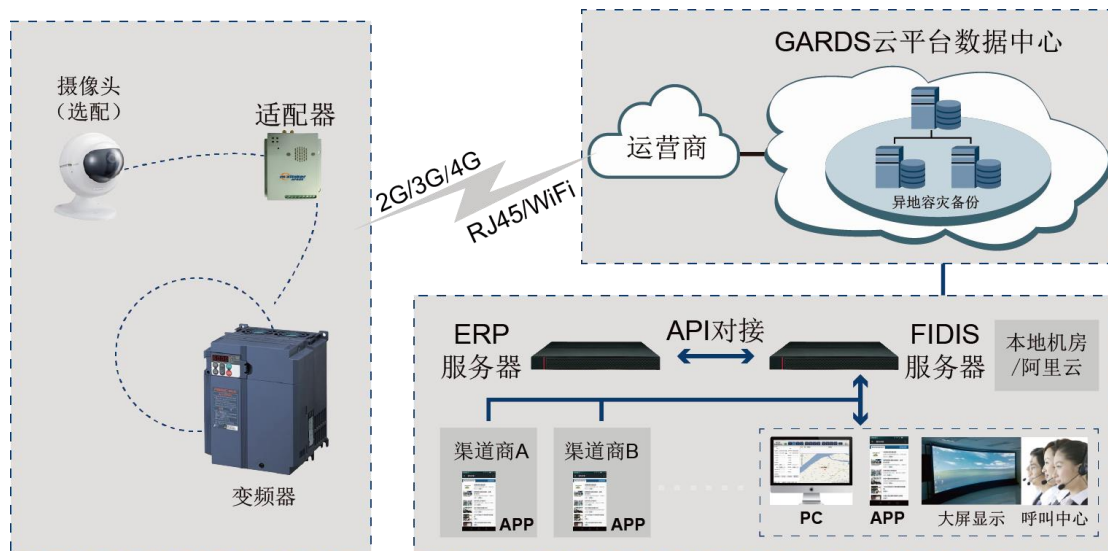 摄像头
（选配）
适配器
变频器
2G/3G/4G
RJ45/WiFi
GARDS云平台数据中心
运营商
异地容灾备份
ERP
服务器
API对接
FIDIS
服务器
本地机房
/阿里云
渠道商A
APP
渠道商B
APP
PC
APP
大屏显示
呼叫中心